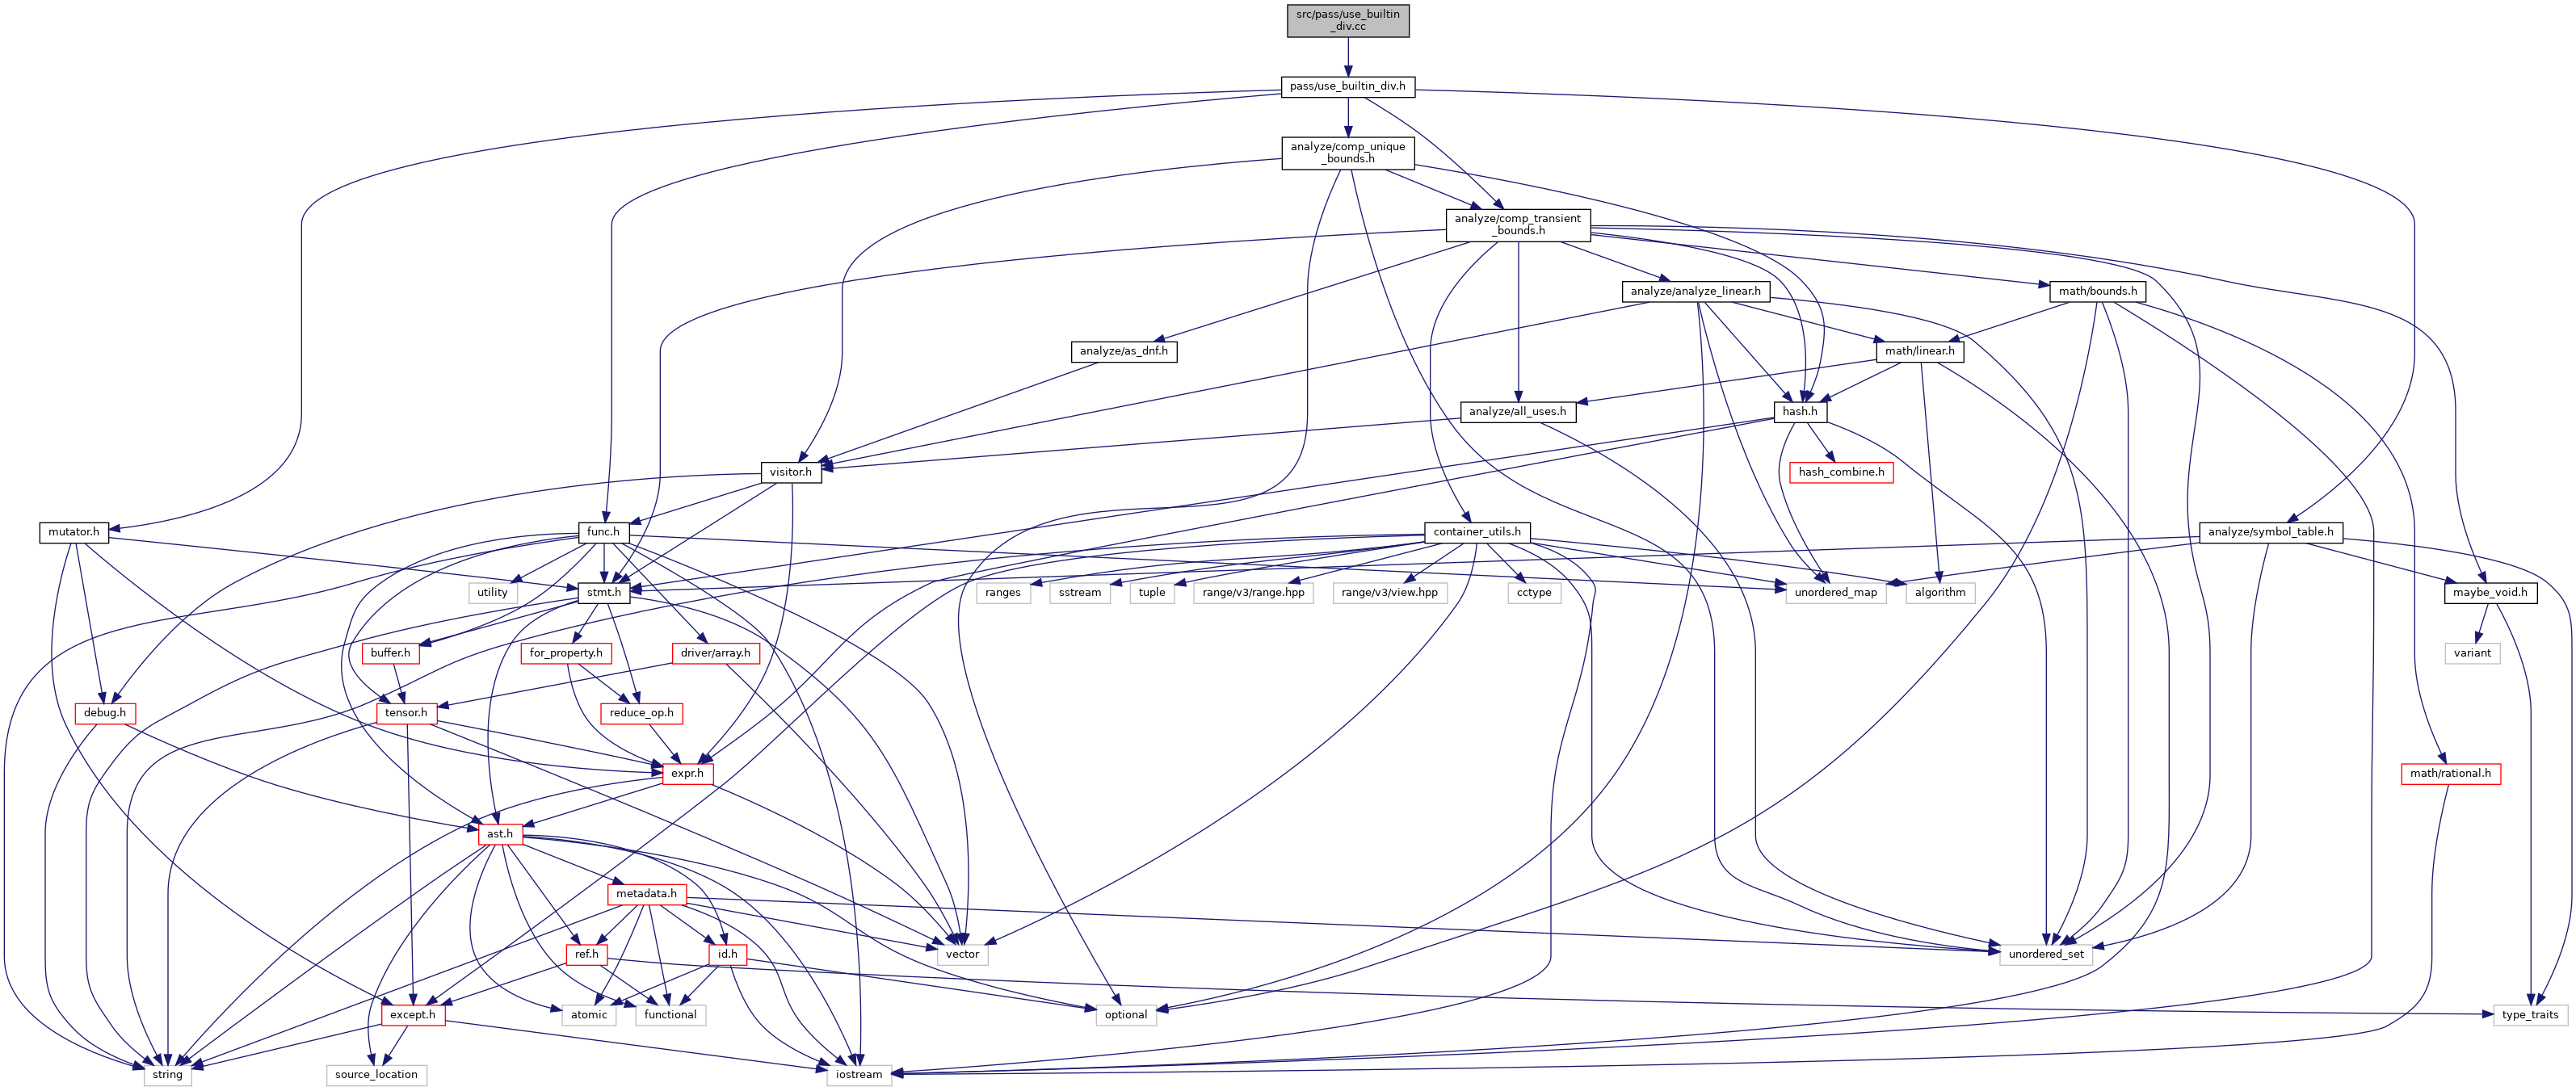 src/pass/use_builtin
_div.cc
pass/use_builtin_div.h
analyze/comp_unique
_bounds.h
analyze/comp_transient
_bounds.h
analyze/analyze_linear.h
math/bounds.h
analyze/as_dnf.h
math/linear.h
analyze/all_uses.h
hash.h
visitor.h
hash_combine.h
mutator.h
func.h
container_utils.h
analyze/symbol_table.h
utility
stmt.h
ranges
sstream
tuple
range/v3/range.hpp
range/v3/view.hpp
cctype
unordered_map
algorithm
maybe_void.h
buffer.h
for_property.h
driver/array.h
variant
debug.h
tensor.h
reduce_op.h
expr.h
math/rational.h
ast.h
metadata.h
ref.h
id.h
vector
unordered_set
except.h
atomic
functional
optional
type_traits
string
source_location
iostream